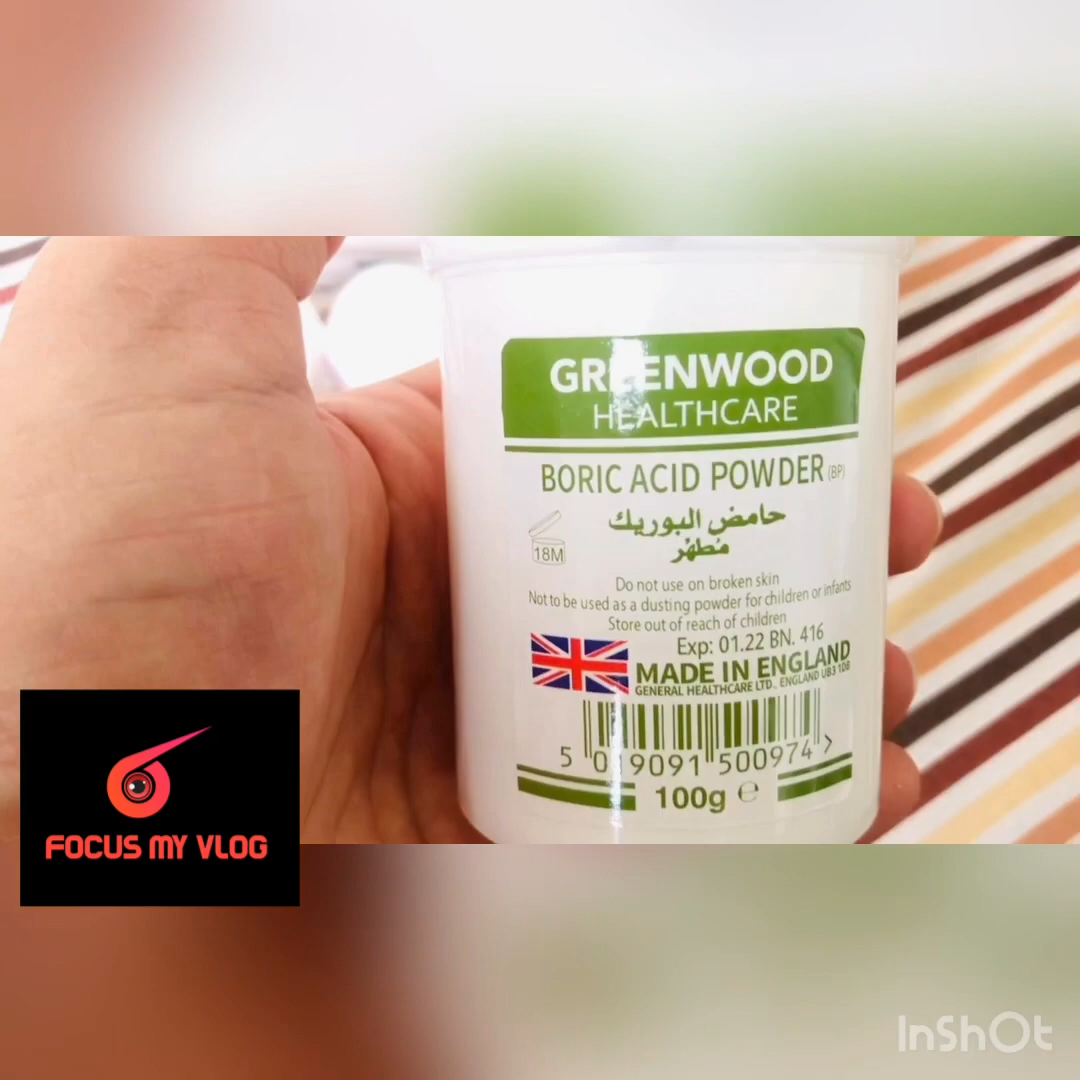 GREENWOOD
HEALTHCARE
BORIC ACID POWDER (BP)
حامض البوريك
مُطهّر
18M
Do not use on broken skin
Not to be used as a dusting powder for children or infants
Store out of reach of children
Exp: 01.22 BN. 416
MADE IN ENGLAND
GENERAL HEALTHCARE LTD., ENGLAND UB3 1DB
5 019091 500974 >
100g ℮
FOCUS MY VLOG
InShOt